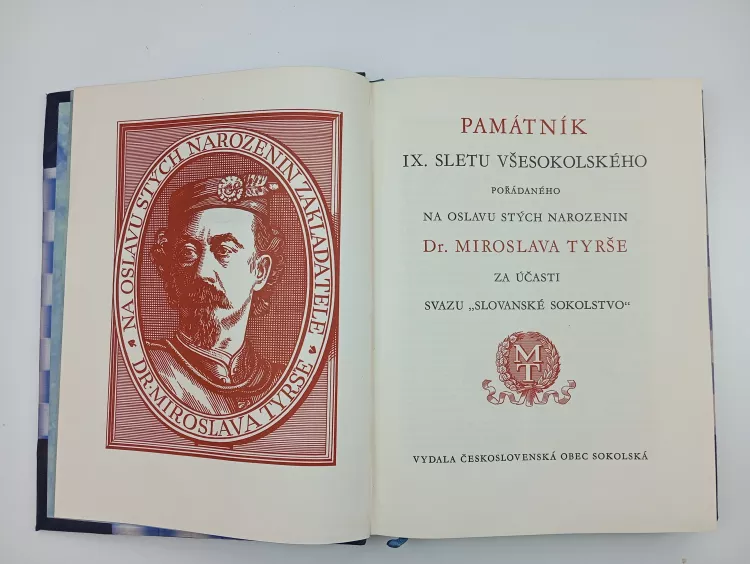 NA OSLAVU STÝCH NAROZENIN ZAKLADATELE
DR. MIROSLAVA TYRŠE
PAMÁTNÍK
IX. SLETU VŠESOKOLSKÉHO
POŘÁDANÉHO
NA OSLAVU STÝCH NAROZENIN
Dr. MIROSLAVA TYRŠE
ZA ÚČASTI
SVAZU „SLOVANSKÉ SOKOLSTVO“
M
T
VYDALA ČESKOSLOVENSKÁ OBEC SOKOLSKÁ